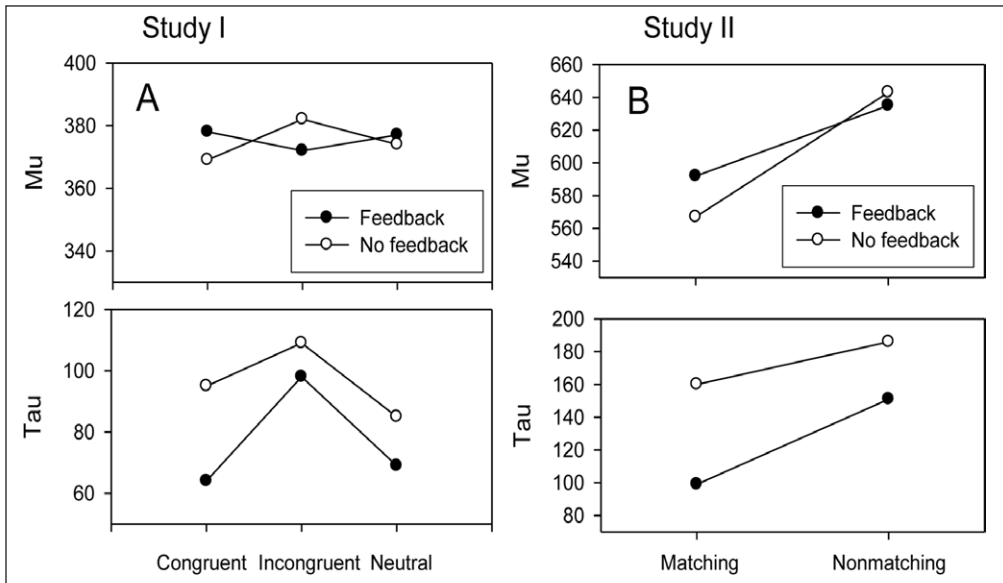 Study I
Study II
400
380
360
340
Mu
A
Feedback
No feedback
660
640
620
600
580
560
540
Mu
B
Feedback
No feedback
120
100
80
60
Tau
Congruent Incongruent Neutral
200
180
160
140
120
100
80
Tau
Matching Nonmatching